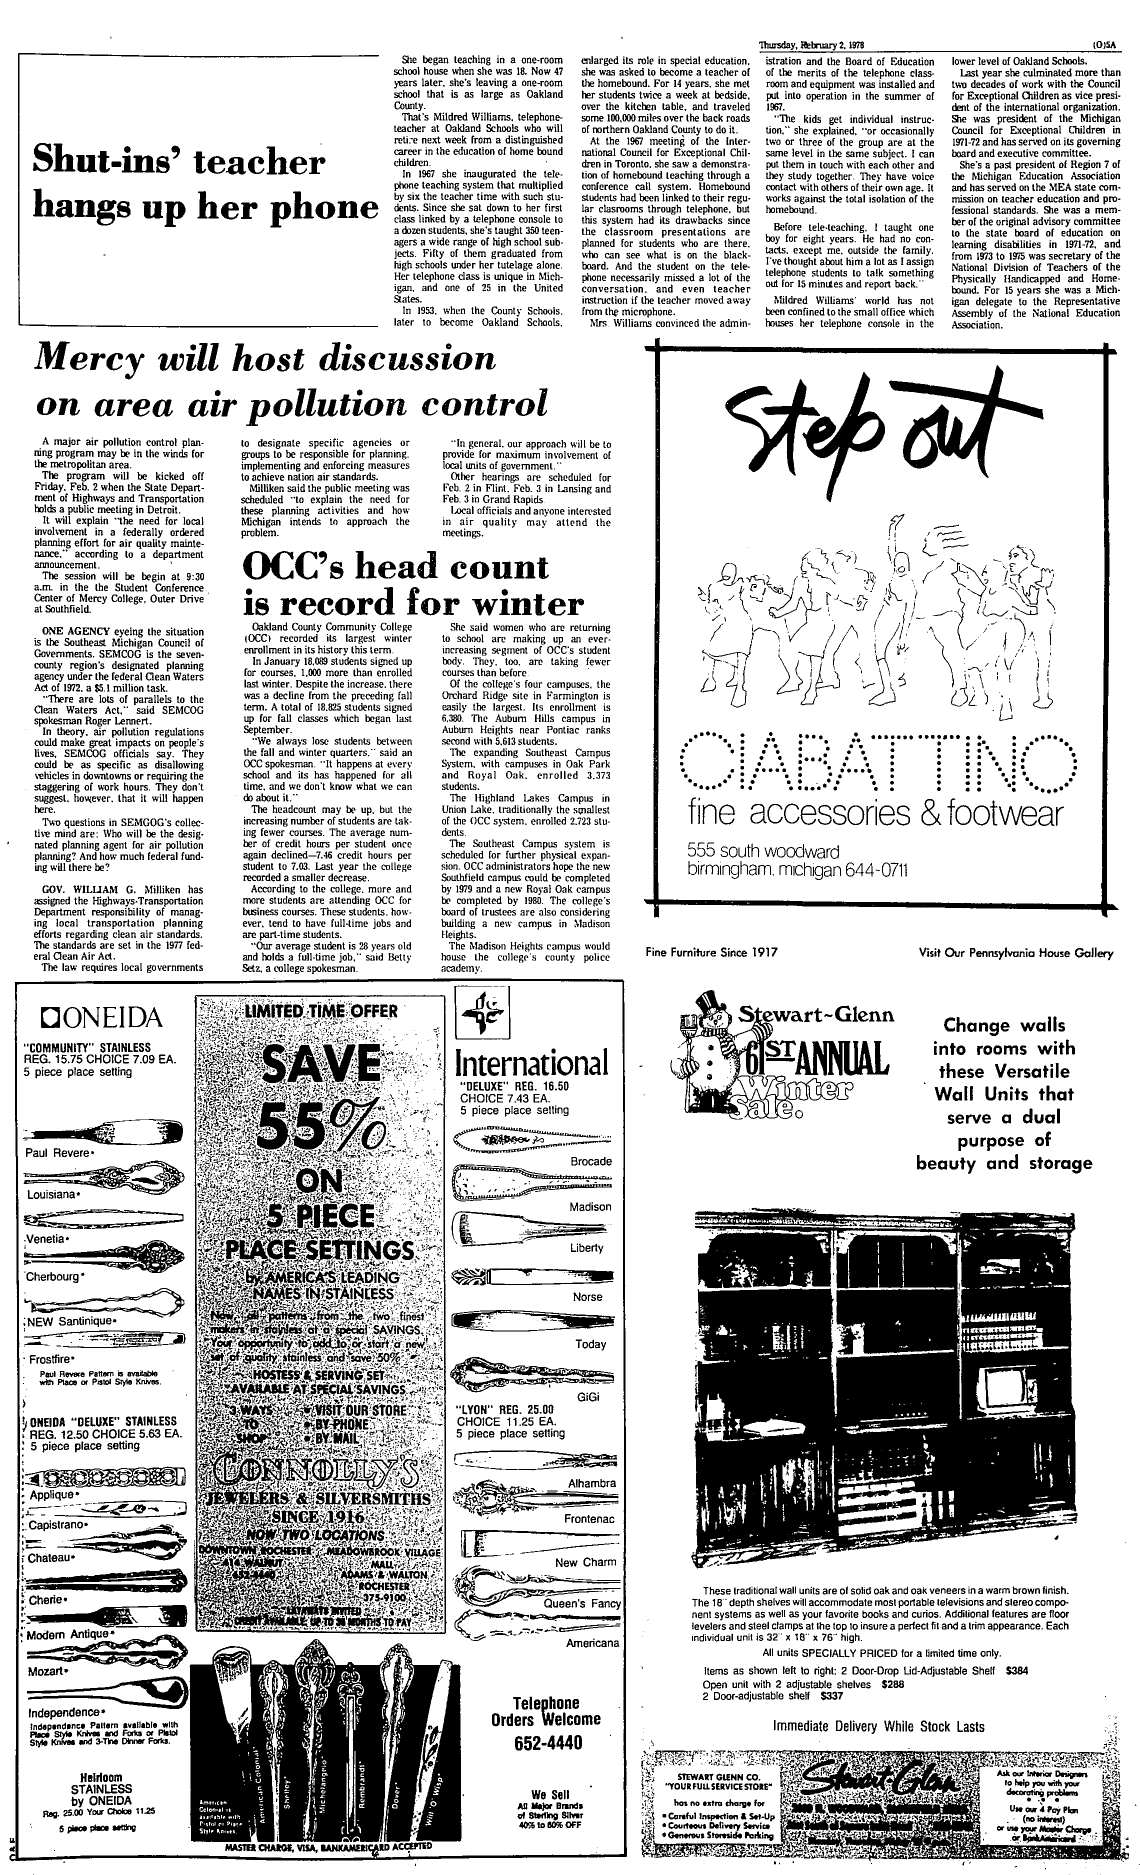 Thursday, February 2, 1978
(O)5A
Shut-ins' teacher
hangs up her phone
She began teaching in a one-room
school house when she was 18. Now 47
years later, she's leaving a one-room
school that is as large as Oakland
County.
That's Mildred Williams, telephone-
teacher at Oakland Schools who will
retire next week from a distinguished
career in the education of home bound
children.
In 1967 she inaugurated the tele-
phone teaching system that multiplied
by six the teacher time with such stu-
dents. Since she sat down to her first
class linked by a telephone console to
a dozen students, she's taught 350 teen-
agers a wide range of high school sub-
jects. Fifty of them graduated from
high schools under her tutelage alone.
Her telephone class is unique in Mich-
igan, and one of 25 in the United
States.
In 1953, when the County Schools,
later to become Oakland Schools,
enlarged its role in special education,
she was asked to become a teacher of
the homebound. For 14 years, she met
her students twice a week at bedside,
over the kitchen table, and traveled
some 100,000 miles over the back roads
of northern Oakland County to do it.
At the 1967 meeting of the Inter-
national Council for Exceptional Chil-
dren in Toronto, she saw a demonstra-
tion of homebound teaching through a
conference call system. Homebound
students had been linked to their regu-
lar clasrooms through telephone, but
this system had its drawbacks since
the classroom presentations are
planned for students who are there,
who can see what is on the black-
board. And the student on the tele-
phone necessarily missed a lot of the
conversation, and even teacher
instruction if the teacher moved away
from the microphone.
Mrs. Williams convinced the admin-
istration and the Board of Education
of the merits of the telephone class-
room and equipment was installed and
put into operation in the summer of
1967.
"The kids get individual instruc-
tion," she explained, "or occasionally
two or three of the group are at the
same level in the same subject. I can
put them in touch with each other and
they study together. They have voice
contact with others of their own age. It
works against the total isolation of the
homebound.
Before tele-teaching, I taught one
boy for eight years. He had no con-
tacts, except me, outside the family.
I've thought about him a lot as I assign
telephone students to talk something
out for 15 minutes and report back."
Mildred Williams' world has not
been confined to the small office which
houses her telephone console in the
lower level of Oakland Schools.
Last year she culminated more than
two decades of work with the Council
for Exceptional Children as vice presi-
dent of the international organization.
She was president of the Michigan
Council for Exceptional Children in
1971-72 and has served on its governing
board and executive committee.
She's a past president of Region 7 of
the Michigan Education Association
and has served on the MEA state com-
mission on teacher education and pro-
fessional standards. She was a mem-
ber of the original advisory committee
to the state board of education on
learning disabilities in 1971-72, and
from 1973 to 1975 was secretary of the
National Division of Teachers of the
Physically Handicapped and Home-
bound. For 15 years she was a Mich-
igan delegate to the Representative
Assembly of the National Education
Association.
Mercy will host discussion
on area air pollution control
A major air pollution control plan-
ning program may be in the winds for
the metropolitan area.
The program will be kicked off
Friday, Feb. 2 when the State Depart-
ment of Highways and Transportation
holds a public meeting in Detroit.
It will explain "the need for local
involvement in a federally ordered
planning effort for air quality mainte-
nance," according to a department
announcement.
The session will be begin at 9:30
a.m. in the the Student Conference
Center of Mercy College, Outer Drive
at Southfield.
ONE AGENCY eyeing the situation
is the Southeast Michigan Council of
Governments. SEMCOG is the seven-
county region's designated planning
agency under the federal Clean Waters
Act of 1972, a $5.1 million task.
"There are lots of parallels to the
Clean Waters Act," said SEMCOG
spokesman Roger Lennert.
In theory, air pollution regulations
could make great impacts on people's
lives, SEMCOG officials say. They
could be as specific as disallowing
vehicles in downtowns or requiring the
staggering of work hours. They don't
suggest, however, that it will happen
here.
Two questions in SEMGOG's collec-
tive mind are: Who will be the desig-
nated planning agent for air pollution
planning? And how much federal fund-
ing will there be?
GOV. WILLIAM G. Milliken has
assigned the Highways-Transportation
Department responsibility of manag-
ing local transportation planning
efforts regarding clean air standards.
The standards are set in the 1977 fed-
eral Clean Air Act.
The law requires local governments
to designate specific agencies or
groups to be responsible for planning,
implementing and enforcing measures
to achieve nation air standards.
Milliken said the public meeting was
scheduled "to explain the need for
these planning activities and how
Michigan intends to approach the
problem.
"In general, our approach will be to
provide for maximum involvement of
local units of government."
Other hearings are scheduled for
Feb. 2 in Flint, Feb. 3 in Lansing and
Feb. 3 in Grand Rapids
Local officials and anyone interested
in air quality may attend the
meetings.
OCC's head count
is record for winter
Oakland County Community College
(OCC) recorded its largest winter
enrollment in its history this term.
In January 18,089 students signed up
for courses, 1,000 more than enrolled
last winter. Despite the increase, there
was a decline from the preceding fall
term. A total of 18,825 students signed
up for fall classes which began last
September.
"We always lose students between
the fall and winter quarters," said an
OCC spokesman. "It happens at every
school and its has happened for all
time, and we don't know what we can
do about it."
The headcount may be up, but the
increasing number of students are tak-
ing fewer courses. The average num-
ber of credit hours per student once
again declined—7.46 credit hours per
student to 7.03. Last year the college
recorded a smaller decrease.
According to the college, more and
more students are attending OCC for
business courses. These students, how-
ever, tend to have full-time jobs and
are part-time students.
"Our average student is 28 years old
and holds a full-time job," said Betty
Setz, a college spokesman.
She said women who are returning
to school are making up an ever-
increasing segment of OCC's student
body. They, too, are taking fewer
courses than before.
Of the college's four campuses, the
Orchard Ridge site in Farmington is
easily the largest. Its enrollment is
6,380. The Auburn Hills campus in
Auburn Heights near Pontiac ranks
second with 5,613 students.
The expanding Southeast Campus
System, with campuses in Oak Park
and Royal Oak, enrolled 3,373
students.
The Highland Lakes Campus in
Union Lake, traditionally the smallest
of the OCC system, enrolled 2,723 stu-
dents.
The Southeast Campus system is
scheduled for further physical expan-
sion. OCC administrators hope the new
Southfield campus could be completed
by 1979 and a new Royal Oak campus
be completed by 1980. The college's
board of trustees are also considering
building a new campus in Madison
Heights.
The Madison Heights campus would
house the college's county police
academy.
Step out
CIABATTINO
fine accessories & footwear
555 south woodward
birmingham, michigan 644-0711
ONEIDA
"COMMUNITY" STAINLESS
REG. 15.75 CHOICE 7.09 EA.
5 piece place setting
Paul Revere*
Louisiana*
Venetia*
Cherbourg*
NEW Santinique*
Frostfire*
Paul Revere Pattern is available
with Place or Pistol Style Knives.
ONEIDA "DELUXE" STAINLESS
REG. 12.50 CHOICE 5.63 EA.
5 piece place setting
Applique*
Capistrano*
Chateau*
Cherie*
Modern Antique*
Mozart*
Independence*
Independence Pattern available with
Place Style Knives and Forks or Pistol
Style Knives and 3-Tine Dinner Forks.
Heirloom
STAINLESS
by ONEIDA
Reg. 25.00 Your Choice 11.25
5 piece place setting
LIMITED TIME OFFER
SAVE
55%
ON
5 PIECE
PLACE SETTINGS
by AMERICA'S LEADING
NAMES IN STAINLESS
Now, all patterns from the two finest
makers of stainless at a special SAVINGS.
Your opportunity to add to or start a new
set of quality stainless and save 50%
HOSTESS & SERVING SET
AVAILABLE AT SPECIAL SAVINGS
3 WAYS
TO
SHOP
• VISIT OUR STORE
• BY PHONE
• BY MAIL
CONNOLLY'S
JEWELERS & SILVERSMITHS
SINCE 1916
NOW TWO LOCATIONS
DOWNTOWN ROCHESTER
414 WALNUT
652-4440
MEADOWBROOK VILLAGE
MALL
ADAMS & WALTON
ROCHESTER
375-9100
LAYAWAYS INVITED
CREDIT AVAILABLE UP TO 36 MONTHS TO PAY
American
Colonial is
available with
Pistol or Place
Style Knives.
American Colonial
Shelley*
Michelangelo*
Rembrandt*
Dover*
Will 'O' Wisp*
MASTER CHARGE, VISA, BANKAMERICARD ACCEPTED
International
"DELUXE" REG. 16.50
CHOICE 7.43 EA.
5 piece place setting
Brocade
Madison
Liberty
Norse
Today
GiGi
"LYON" REG. 25.00
CHOICE 11.25 EA.
5 piece place setting
Alhambra
Frontenac
New Charm
Queen's Fancy
Americana
Telephone
Orders Welcome
652-4440
We Sell
All Major Brands
of Sterling Silver
40% to 60% OFF
Fine Furniture Since 1917
Visit Our Pennsylvania House Gallery
Stewart-Glenn
61ST ANNUAL
Winter
Sale.
Change walls
into rooms with
these Versatile
Wall Units that
serve a dual
purpose of
beauty and storage
These traditional wall units are of solid oak and oak veneers in a warm brown finish.
The 18" depth shelves will accommodate most portable televisions and stereo compo-
nent systems as well as your favorite books and curios. Additional features are floor
levelers and steel clamps at the top to insure a perfect fit and a trim appearance. Each
individual unit is 32" x 18" x 76" high.
All units SPECIALLY PRICED for a limited time only.
Items as shown left to right: 2 Door-Drop Lid-Adjustable Shelf $384
Open unit with 2 adjustable shelves $288
2 Door-adjustable shelf $337
Immediate Delivery While Stock Lasts
STEWART GLENN CO.
"YOUR FULL SERVICE STORE"
has no extra charge for
• Careful Inspection & Set-Up
• Courteous Delivery Service
• Generous Storeside Parking
Stewart-Glenn
Ask our Interior Designers
to help you with your
decorating problems
• • •
Use our 4 Pay Plan
(no interest)
or use your Master Charge
or BankAmericard